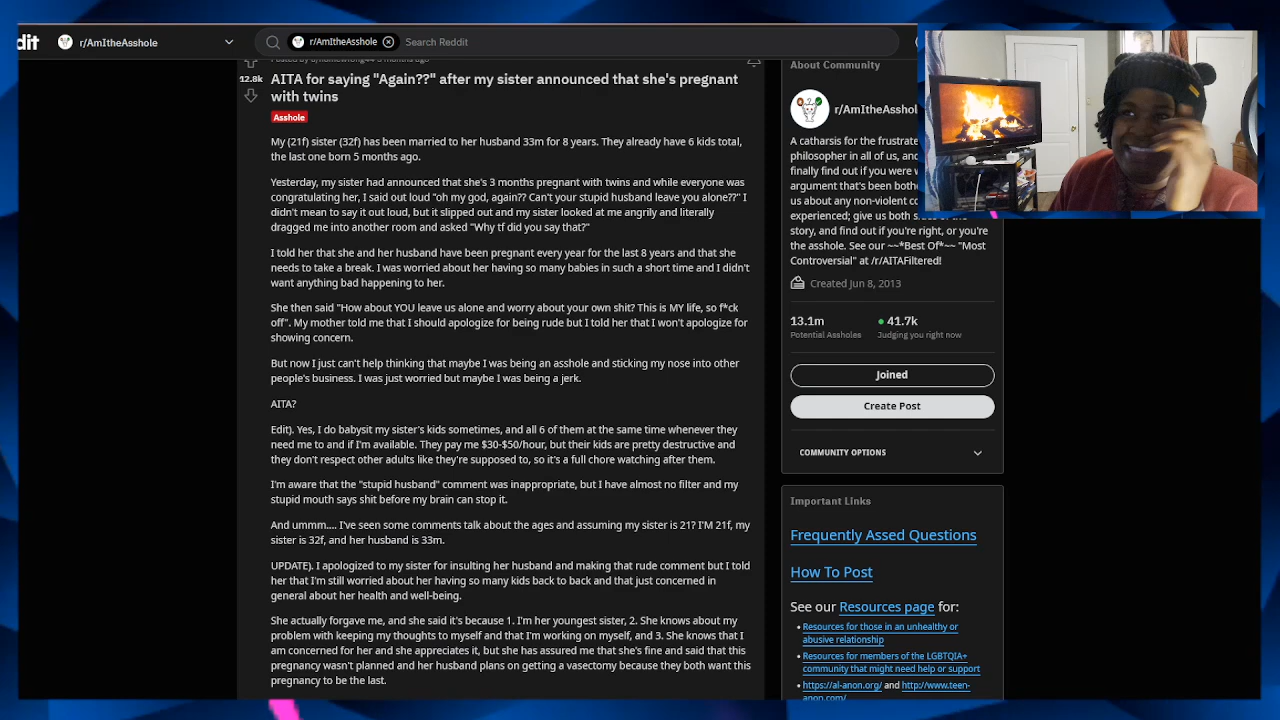 dit
r/AmItheAsshole
r/AmItheAsshole
Search Reddit
12.8k
AITA for saying "Again??" after my sister announced that she's pregnant
with twins
Asshole
My (21f) sister (32f) has been married to her husband 33m for 8 years. They already have 6 kids total,
the last one born 5 months ago.
Yesterday, my sister had announced that she's 3 months pregnant with twins and while everyone was
congratulating her, I said out loud "oh my god, again?? Can't your stupid husband leave you alone??" I
didn't mean to say it out loud, but it slipped out and my sister looked at me angrily and literally
dragged me into another room and asked "Why tf did you say that?"
I told her that she and her husband have been pregnant every year for the last 8 years and that she
needs to take a break. I was worried about her having so many babies in such a short time and I didn't
want anything bad happening to her.
She then said "How about YOU leave us alone and worry about your own shit? This is MY life, so f*ck
off". My mother told me that I should apologize for being rude but I told her that I won't apologize for
showing concern.
But now I just can't help thinking that maybe I was being an asshole and sticking my nose into other
people's business. I was just worried but maybe I was being a jerk.
AITA?
Edit). Yes, I do babysit my sister's kids sometimes, and all 6 of them at the same time whenever they
need me to and if I'm available. They pay me $30-$50/hour, but their kids are pretty destructive and
they don't respect other adults like they're supposed to, so it's a full chore watching after them.
I'm aware that the "stupid husband" comment was inappropriate, but I have almost no filter and my
stupid mouth says shit before my brain can stop it.
And ummm.... I've seen some comments talk about the ages and assuming my sister is 21? I'M 21f, my
sister is 32f, and her husband is 33m.
UPDATE). I apologized to my sister for insulting her husband and making that rude comment but I told
her that I'm still worried about her having so many kids back to back and that just concerned in
general about her health and well-being.
She actually forgave me, and she said it's because 1. I'm her youngest sister, 2. She knows about my
problem with keeping my thoughts to myself and that I'm working on myself, and 3. She knows that I
am concerned for her and she appreciates it, but she has assured me that she's fine and said that this
pregnancy wasn't planned and her husband plans on getting a vasectomy because they both want this
pregnancy to be the last.
About Community
r/AmItheAsshol
A catharsis for the frustrate
philosopher in all of us, and
finally find out if you were w
argument that's been bothe
us about any non-violent co
experienced; give us both sides of the
story, and find out if you're right, or you're
the asshole. See our ~~*Best Of*~~ "Most
Controversial" at /r/AITAFiltered!
Created Jun 8, 2013
13.1m 41.7k
Potential Assholes Judging you right now
Joined
Create Post
COMMUNITY OPTIONS
Important Links
Frequently Assed Questions
How To Post
See our Resources page for:
• Resources for those in an unhealthy or
abusive relationship
• Resources for members of the LGBTQIA+
community that might need help or support
• https://al-anon.org/ and http://www.teen-
anon.com/